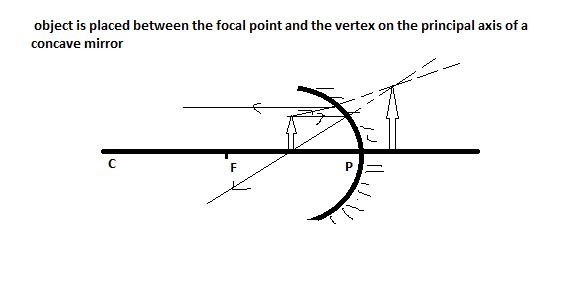 object is placed between the focal point and the vertex on the principal axis of a
concave mirror
C
F
P